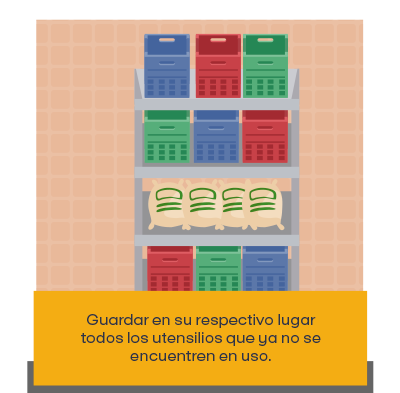 Guardar en su respectivo lugar
todos los utensilios que ya no se
encuentren en uso.